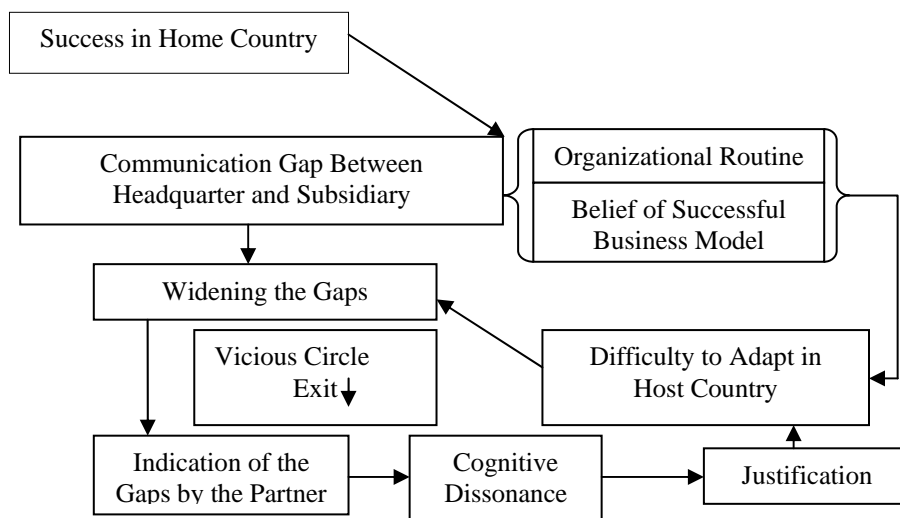 Success in Home Country
Communication Gap Between
Headquarter and Subsidiary
Organizational Routine
Belief of Successful
Business Model
Widening the Gaps
Vicious Circle
Exit
Difficulty to Adapt in
Host Country
Indication of the
Gaps by the Partner
Cognitive
Dissonance
Justification